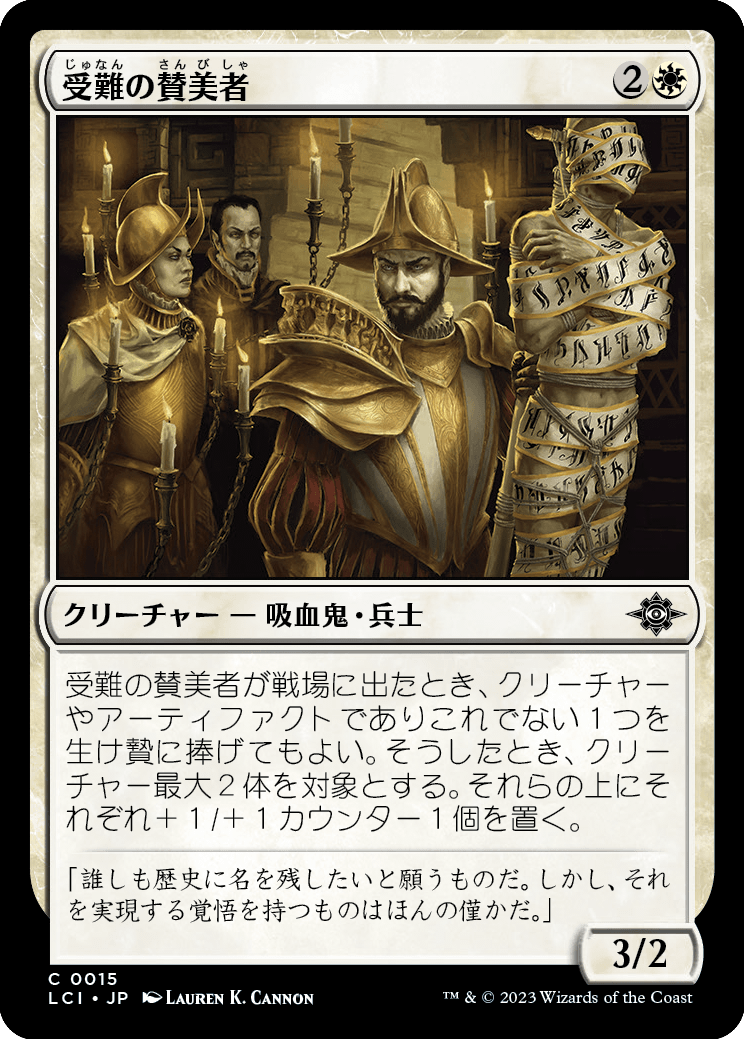 じゅなん さんびしゃ
受難の賛美者
2
クリーチャー — 吸血鬼・兵士
受難の賛美者が戦場に出たとき、クリーチャー
やアーティファクトでありこれでない1つを
生け贄に捧げてもよい。そうしたとき、クリー
チャー最大2体を対象とする。それらの上にそ
れぞれ+1/+1カウンター1個を置く。
「誰しも歴史に名を残したいと願うものだ。しかし、それ
を実現する覚悟を持つものはほんの僅かだ。」
3/2
C 0015
LCI • JP Lauren K. Cannon
™ & © 2023 Wizards of the Coast